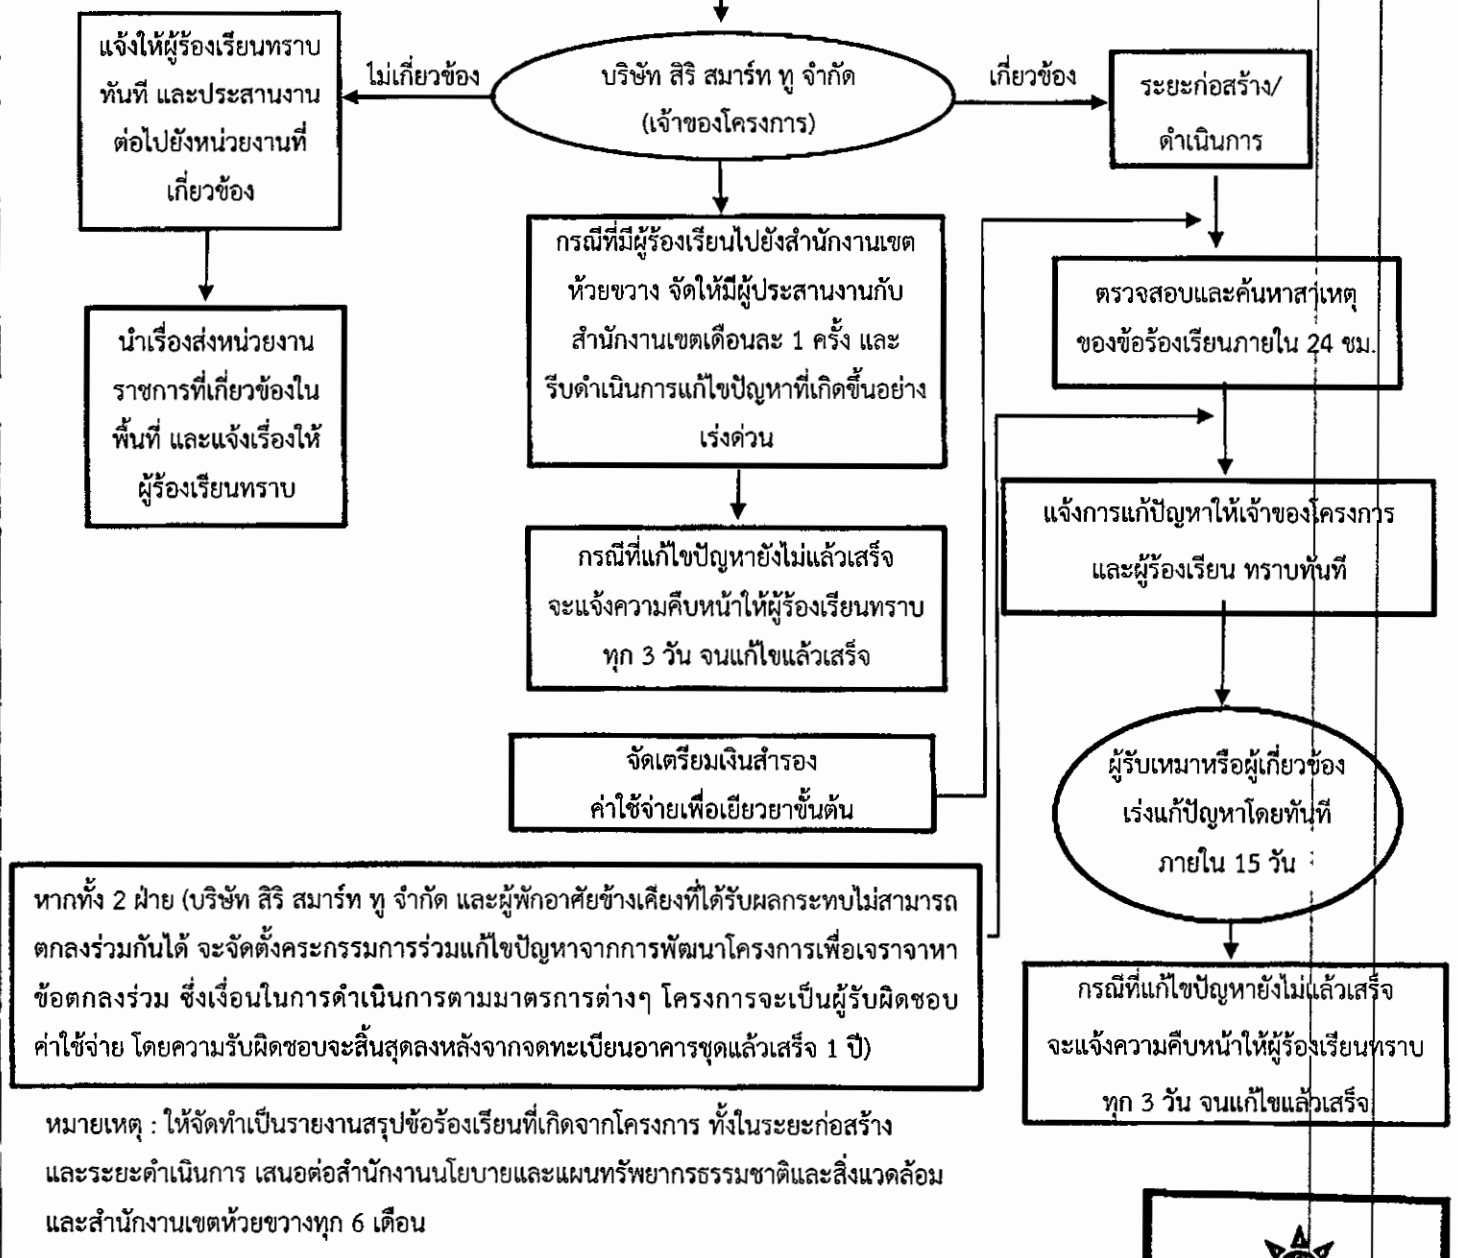 แจ้งให้ผู้ร้องเรียนทราบ
ทันที และประสานงาน
ต่อไปยังหน่วยงานที่
เกี่ยวข้อง
ไม่เกี่ยวข้อง
บริษัท สิริ สมาร์ท ทู จำกัด
(เจ้าของโครงการ)
เกี่ยวข้อง
ระยะก่อสร้าง/
ดำเนินการ
นำเรื่องส่งหน่วยงาน
ราชการที่เกี่ยวข้องใน
พื้นที่ และแจ้งเรื่องให้
ผู้ร้องเรียนทราบ
กรณีที่มีผู้ร้องเรียนไปยังสำนักงานเขต
ห้วยขวาง จัดให้มีผู้ประสานงานกับ
สำนักงานเขตเดือนละ 1 ครั้ง และ
รีบดำเนินการแก้ไขปัญหาที่เกิดขึ้นอย่าง
เร่งด่วน
กรณีที่แก้ไขปัญหายังไม่แล้วเสร็จ
จะแจ้งความคืบหน้าให้ผู้ร้องเรียนทราบ
ทุก 3 วัน จนแก้ไขแล้วเสร็จ
จัดเตรียมเงินสำรอง
ค่าใช้จ่ายเพื่อเยียวยาขั้นต้น
ตรวจสอบและค้นหาสาเหตุ
ของข้อร้องเรียนภายใน 24 ชม.
แจ้งการแก้ปัญหาให้เจ้าของโครงการ
และผู้ร้องเรียน ทราบทันที
ผู้รับเหมาหรือผู้เกี่ยวข้อง
เร่งแก้ปัญหาโดยทันที
ภายใน 15 วัน
กรณีที่แก้ไขปัญหายังไม่แล้วเสร็จ
จะแจ้งความคืบหน้าให้ผู้ร้องเรียนทราบ
ทุก 3 วัน จนแก้ไขแล้วเสร็จ
หากทั้ง 2 ฝ่าย (บริษัท สิริ สมาร์ท ทู จำกัด และผู้พักอาศัยข้างเคียงที่ได้รับผลกระทบไม่สามารถ
ตกลงร่วมกันได้ จะจัดตั้งคระกรรมการร่วมแก้ไขปัญหาจากการพัฒนาโครงการเพื่อเจราจาหา
ข้อตกลงร่วม ซึ่งเงื่อนในการดำเนินการตามมาตรการต่างๆ โครงการจะเป็นผู้รับผิดชอบ
ค่าใช้จ่าย โดยความรับผิดชอบจะสิ้นสุดลงหลังจากจดทะเบียนอาคารชุดแล้วเสร็จ 1 ปี)
หมายเหตุ : ให้จัดทำเป็นรายงานสรุปข้อร้องเรียนที่เกิดจากโครงการ ทั้งในระยะก่อสร้าง
และระยะดำเนินการ เสนอต่อสำนักงานนโยบายและแผนทรัพยากรธรรมชาติและสิ่งแวดล้อม
และสำนักงานเขตห้วยขวางทุก 6 เดือน